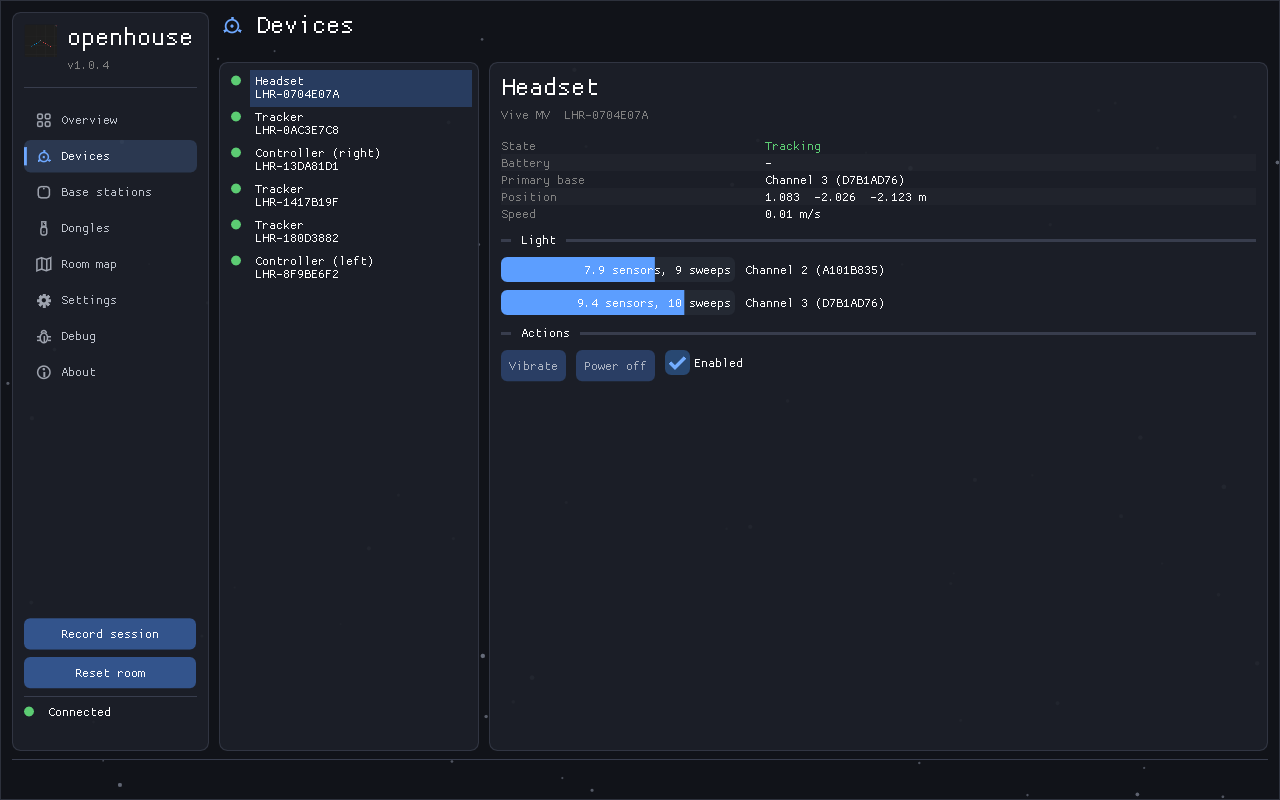 openhouse
v1.0.4
Overview
Devices
Base stations
Dongles
Room map
Settings
Debug
About
Record session
Reset room
Connected
Devices
Headset
LHR-0704E07A
Tracker
LHR-0AC3E7C8
Controller (right)
LHR-13DA81D1
Tracker
LHR-1417B19F
Tracker
LHR-180D3882
Controller (left)
LHR-8F9BE6F2
Headset
Vive MV LHR-0704E07A
State Tracking
Battery -
Primary base Channel 3 (D7B1AD76)
Position 1.083 -2.026 -2.123 m
Speed 0.01 m/s
Light
7.9 sensors, 9 sweeps Channel 2 (A101B835)
9.4 sensors, 10 sweeps Channel 3 (D7B1AD76)
Actions
Vibrate Power off Enabled